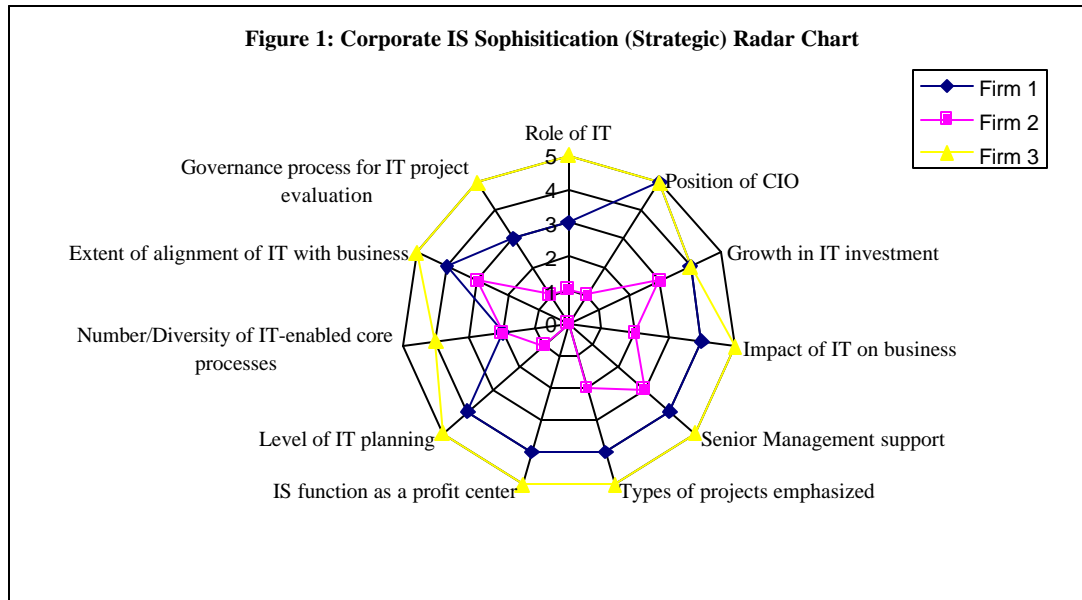 Figure 1: Corporate IS Sophisitication (Strategic) Radar Chart
Firm 1
Firm 2
Firm 3
Role of IT
Position of CIO
Growth in IT investment
Impact of IT on business
Senior Management support
Types of projects emphasized
IS function as a profit center
Level of IT planning
Number/Diversity of IT-enabled core
processes
Extent of alignment of IT with business
Governance process for IT project
evaluation
5
4
3
2
1
0